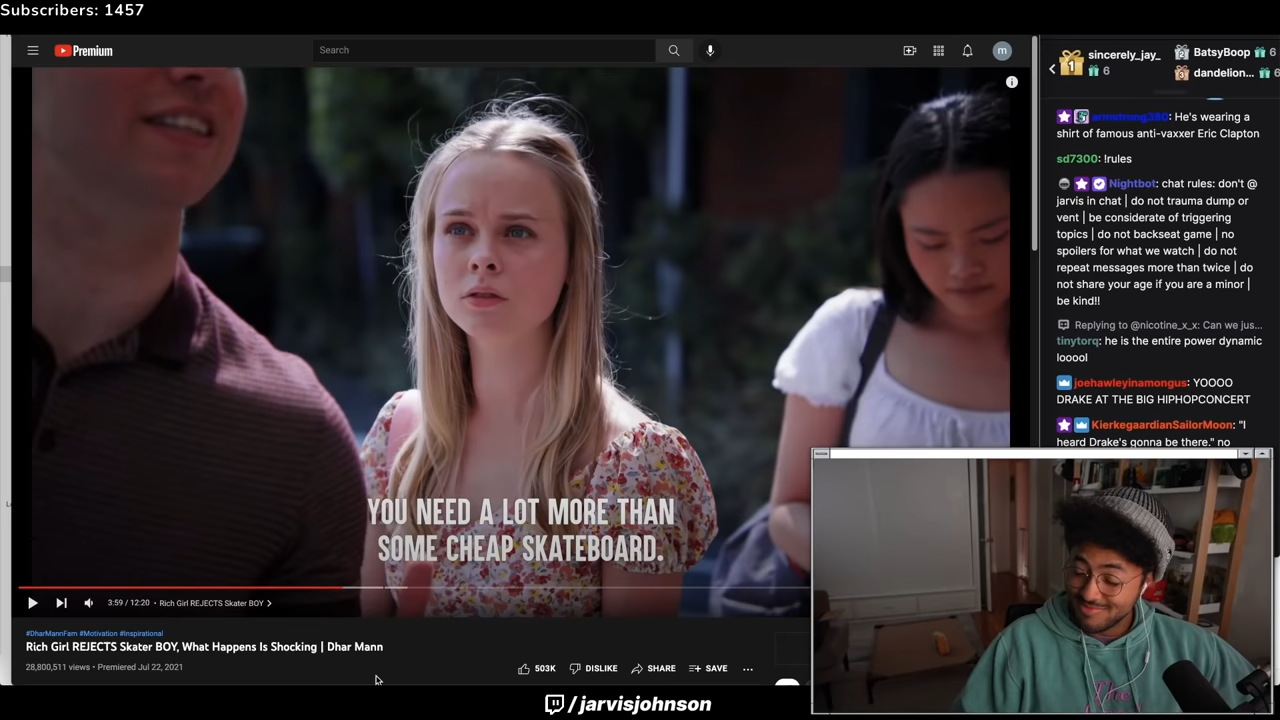 Subscribers: 1457
Premium
Search
m
sincerely_jay_
1
6
BatsyBoop 6
dandelion... 6
armstrong380: He's wearing a
shirt of famous anti-vaxxer Eric Clapton
sd7300: !rules
Nightbot: chat rules: don't @
jarvis in chat | do not trauma dump or
vent | be considerate of triggering
topics | do not backseat game | no
spoilers for what we watch | do not
repeat messages more than twice | do
not share your age if you are a minor |
be kind!!
Replying to @nicotine_x_x: Can we jus...
tinytorq: he is the entire power dynamic
looool
joehawleyinamongus: YOOOO
DRAKE AT THE BIG HIPHOPCONCERT
KierkegaardianSailorMoon: "I
heard Drake's gonna be there." no
YOU NEED A LOT MORE THAN
SOME CHEAP SKATEBOARD.
3:59 / 12:20 • Rich Girl REJECTS Skater BOY
#DharMannFam #Motivation #Inspirational
Rich Girl REJECTS Skater BOY, What Happens Is Shocking | Dhar Mann
28,800,511 views • Premiered Jul 22, 2021
503K DISLIKE SHARE SAVE ...
The
/jarvisjohnson